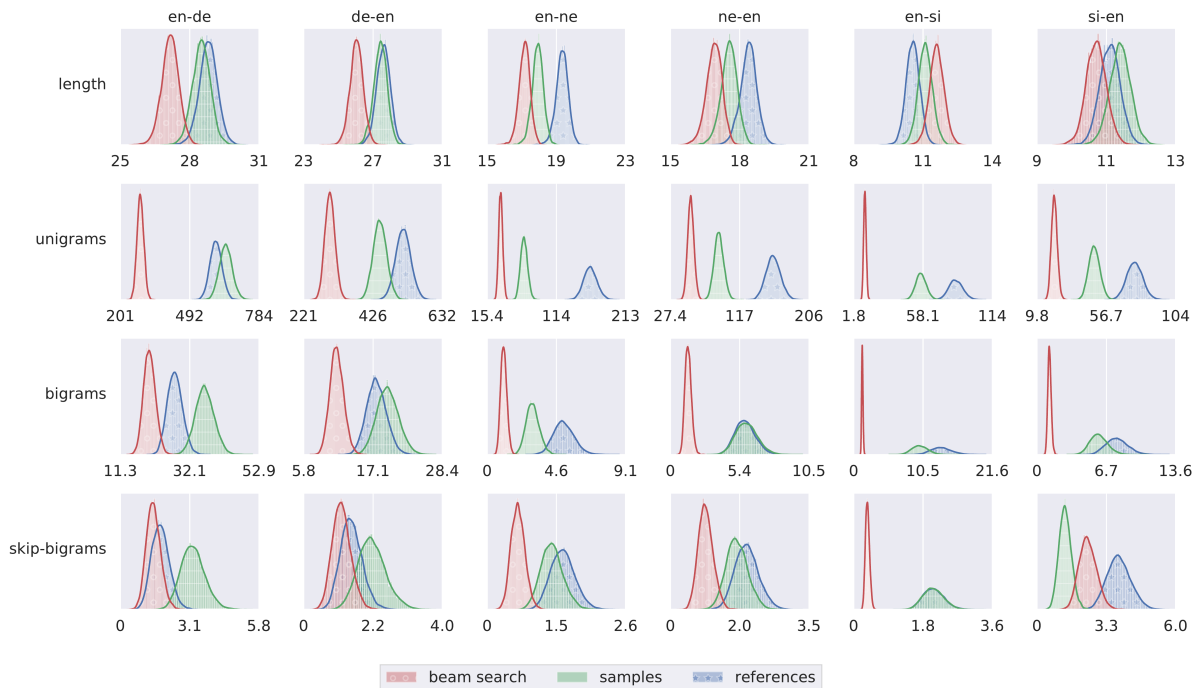 en-de de-en en-ne ne-en en-si si-en
length
25 28 31 23 27 31 15 19 23 15 18 21 8 11 14 9 11 13
unigrams
201 492 784 221 426 632 15.4 114 213 27.4 117 206 1.8 58.1 114 9.8 56.7 104
bigrams
11.3 32.1 52.9 5.8 17.1 28.4 0 4.6 9.1 0 5.4 10.5 0 10.5 21.6 0 6.7 13.6
skip-bigrams
0 3.1 5.8 0 2.2 4.0 0 1.5 2.6 0 2.0 3.5 0 1.8 3.6 0 3.3 6.0
beam search samples references